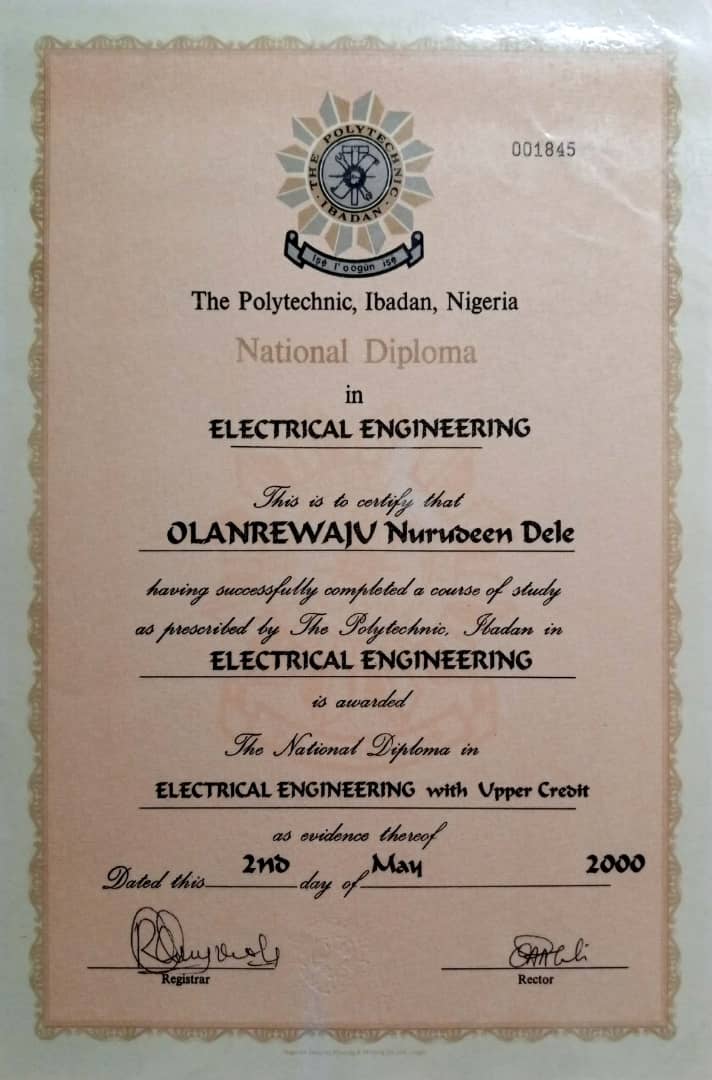 001845
THE POLYTECHNIC
IBADAN
Iṣẹ́ l'oògùn iṣẹ́
The Polytechnic, Ibadan, Nigeria
National Diploma
in
ELECTRICAL ENGINEERING
This is to certify that
OLANREWAJU Nurudeen Dele
having successfully completed a course of study
as prescribed by The Polytechnic, Ibadan in
ELECTRICAL ENGINEERING
is awarded
The National Diploma in
ELECTRICAL ENGINEERING with Upper Credit
as evidence thereof
Dated this 2nd day of May 2000
Registrar
Rector